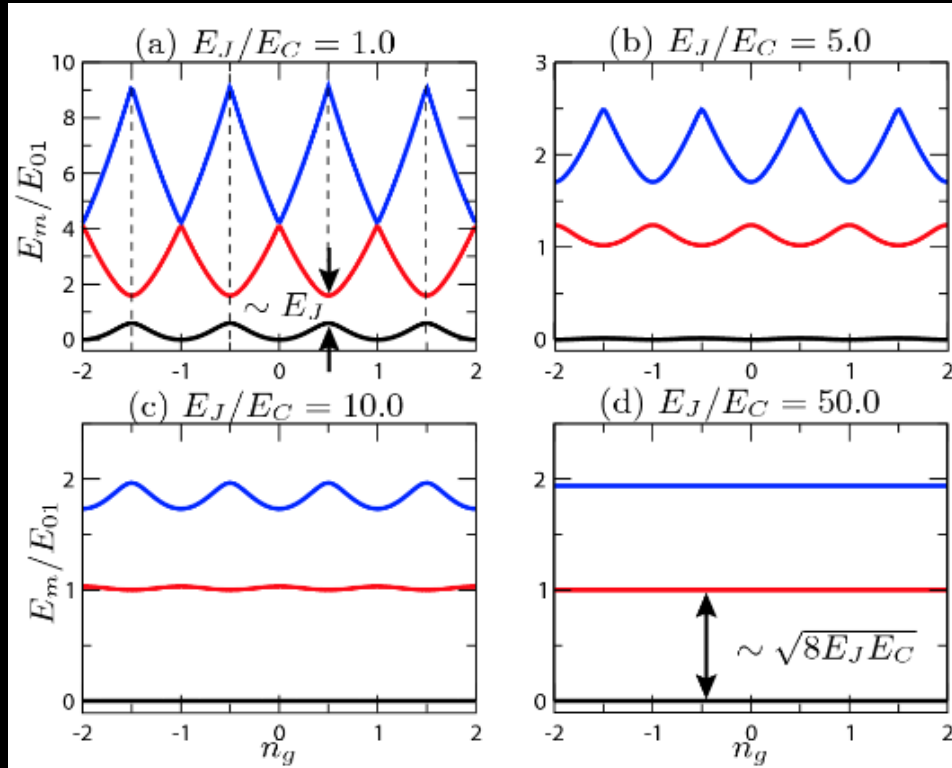 (a) E_J/E_C = 1.0
(b) E_J/E_C = 5.0
E_m/E_01
10
8
6
4
2
0
∼ E_J
-2 -1 0 1 2
3
2
1
0
-2 -1 0 1 2
(c) E_J/E_C = 10.0
(d) E_J/E_C = 50.0
E_m/E_01
2
1
0
-2 -1 0 1 2
n_g
2
1
0
∼ √8E_JE_C
-2 -1 0 1 2
n_g